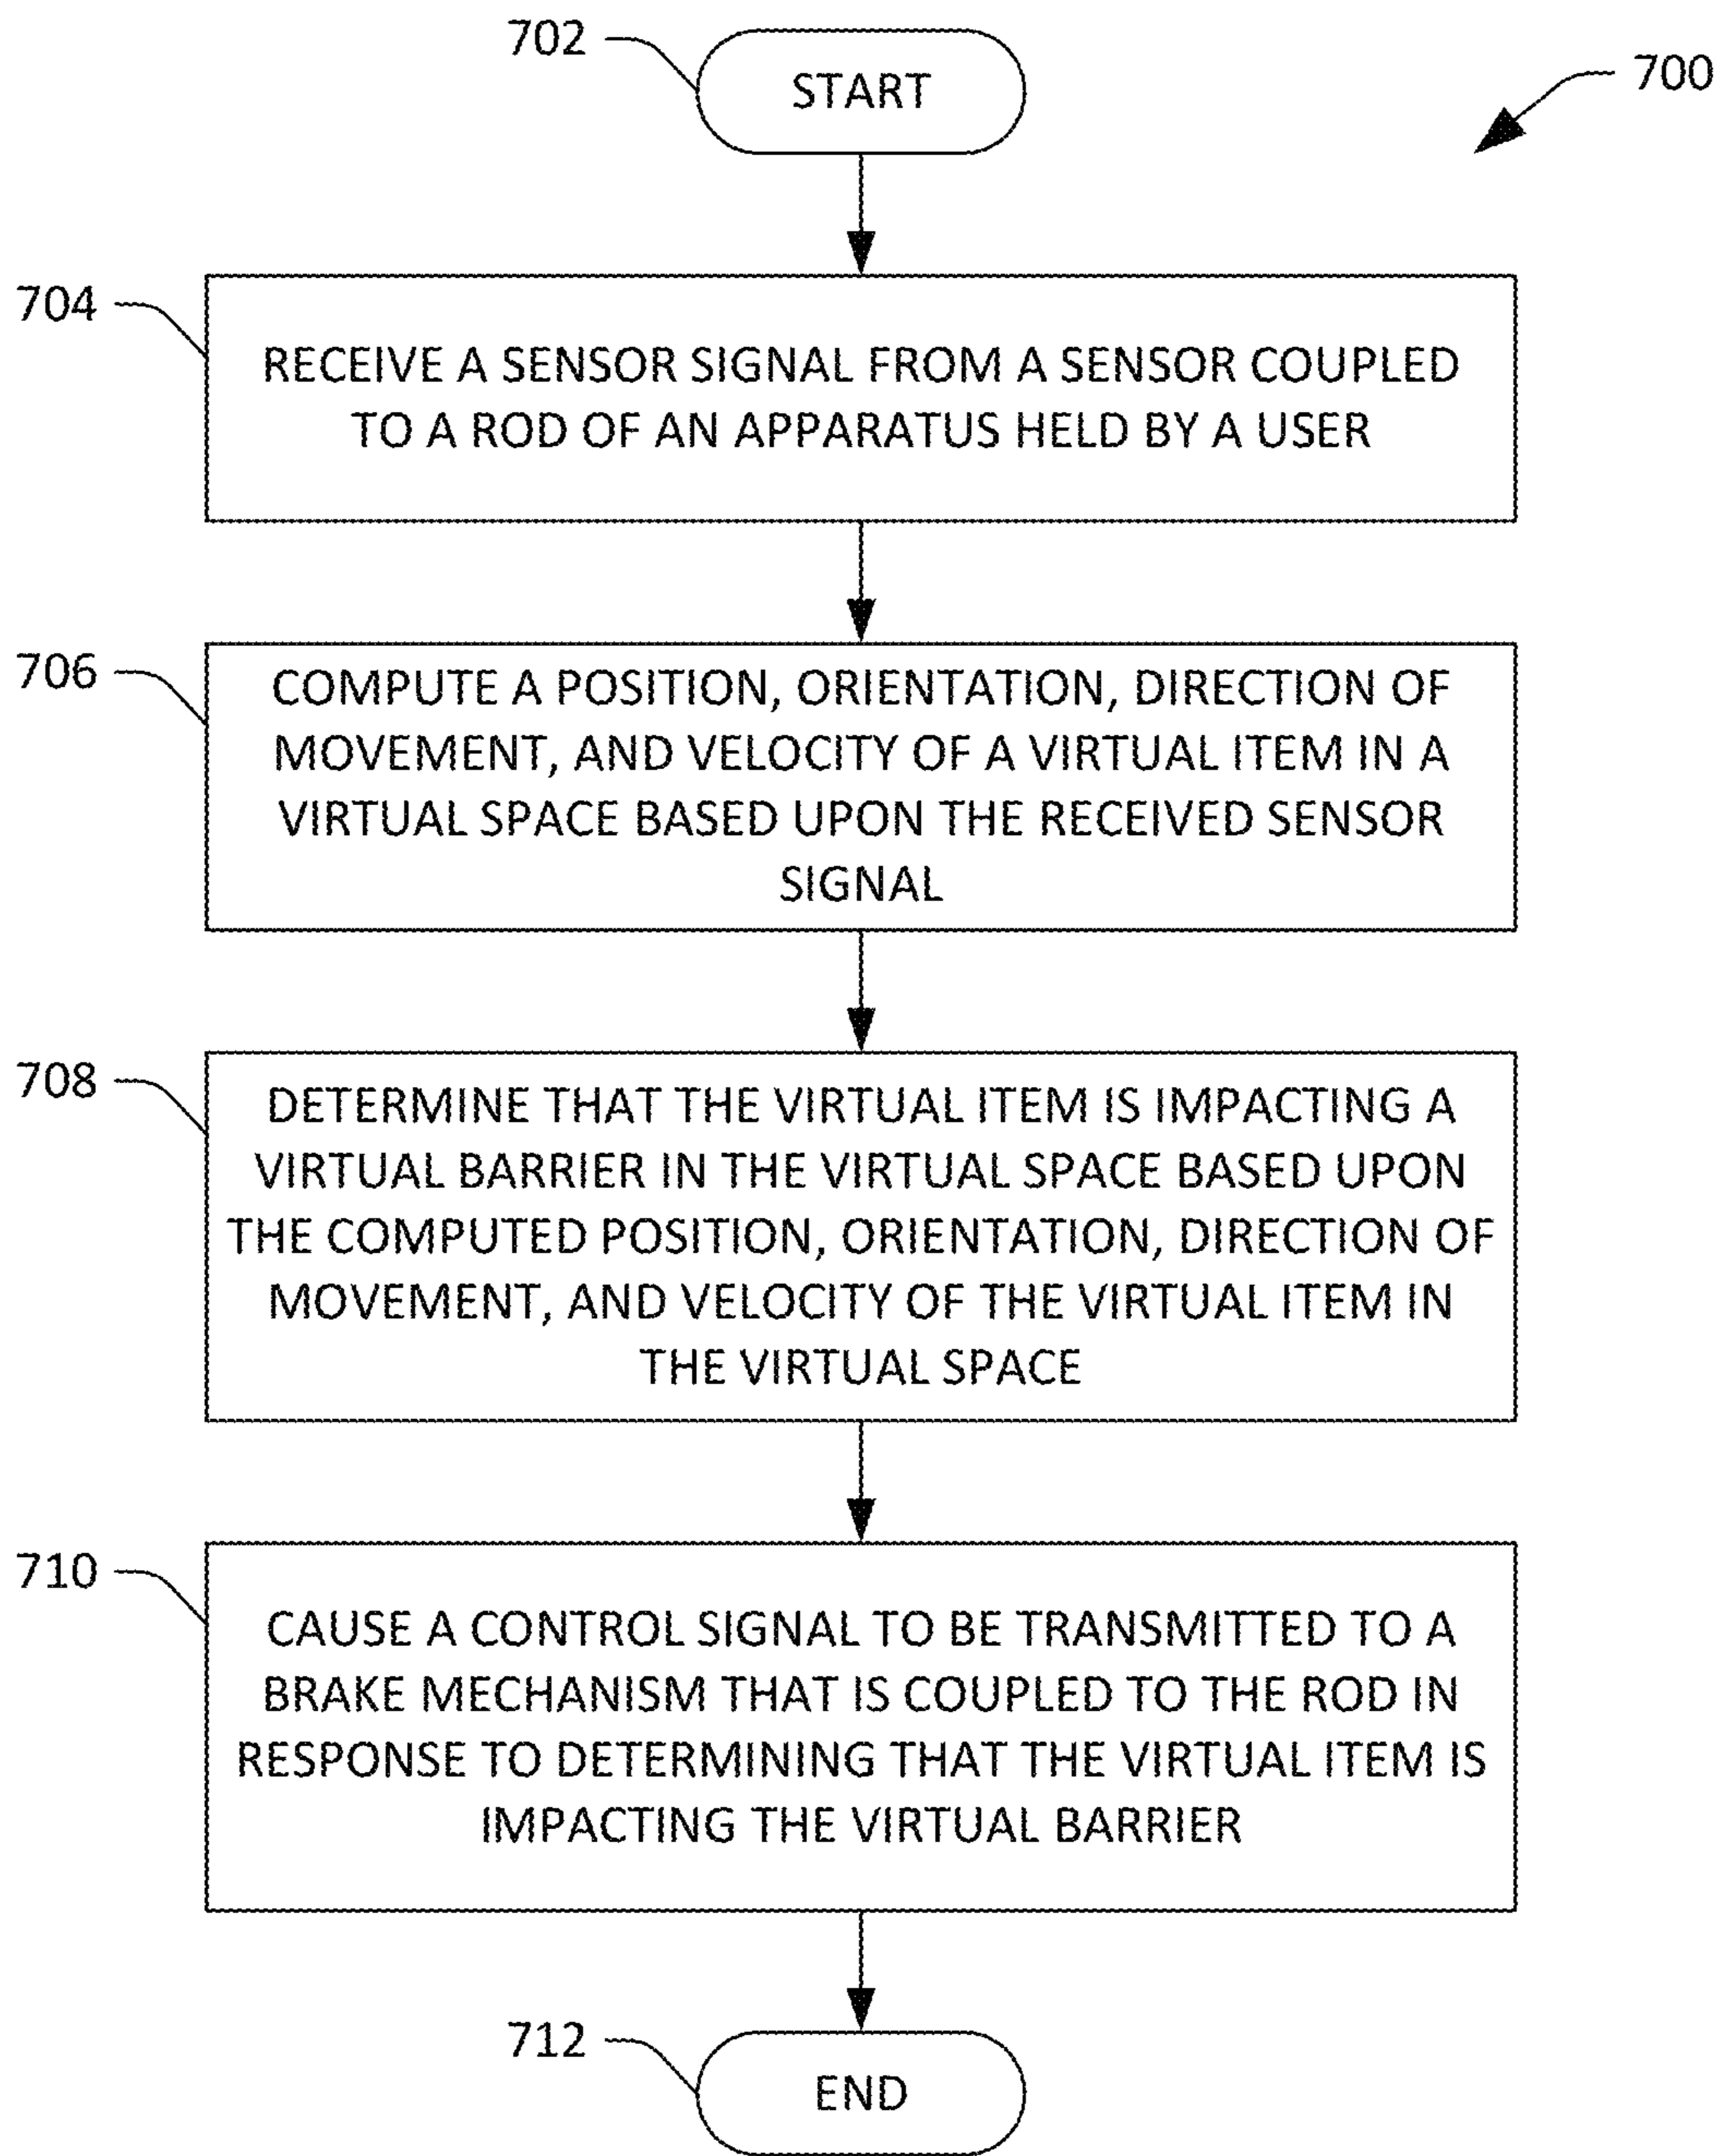 702
START
700
704
RECEIVE A SENSOR SIGNAL FROM A SENSOR COUPLED
TO A ROD OF AN APPARATUS HELD BY A USER
706
COMPUTE A POSITION, ORIENTATION, DIRECTION OF
MOVEMENT, AND VELOCITY OF A VIRTUAL ITEM IN A
VIRTUAL SPACE BASED UPON THE RECEIVED SENSOR
SIGNAL
708
DETERMINE THAT THE VIRTUAL ITEM IS IMPACTING A
VIRTUAL BARRIER IN THE VIRTUAL SPACE BASED UPON
THE COMPUTED POSITION, ORIENTATION, DIRECTION OF
MOVEMENT, AND VELOCITY OF THE VIRTUAL ITEM IN
THE VIRTUAL SPACE
710
CAUSE A CONTROL SIGNAL TO BE TRANSMITTED TO A
BRAKE MECHANISM THAT IS COUPLED TO THE ROD IN
RESPONSE TO DETERMINING THAT THE VIRTUAL ITEM IS
IMPACTING THE VIRTUAL BARRIER
712
END